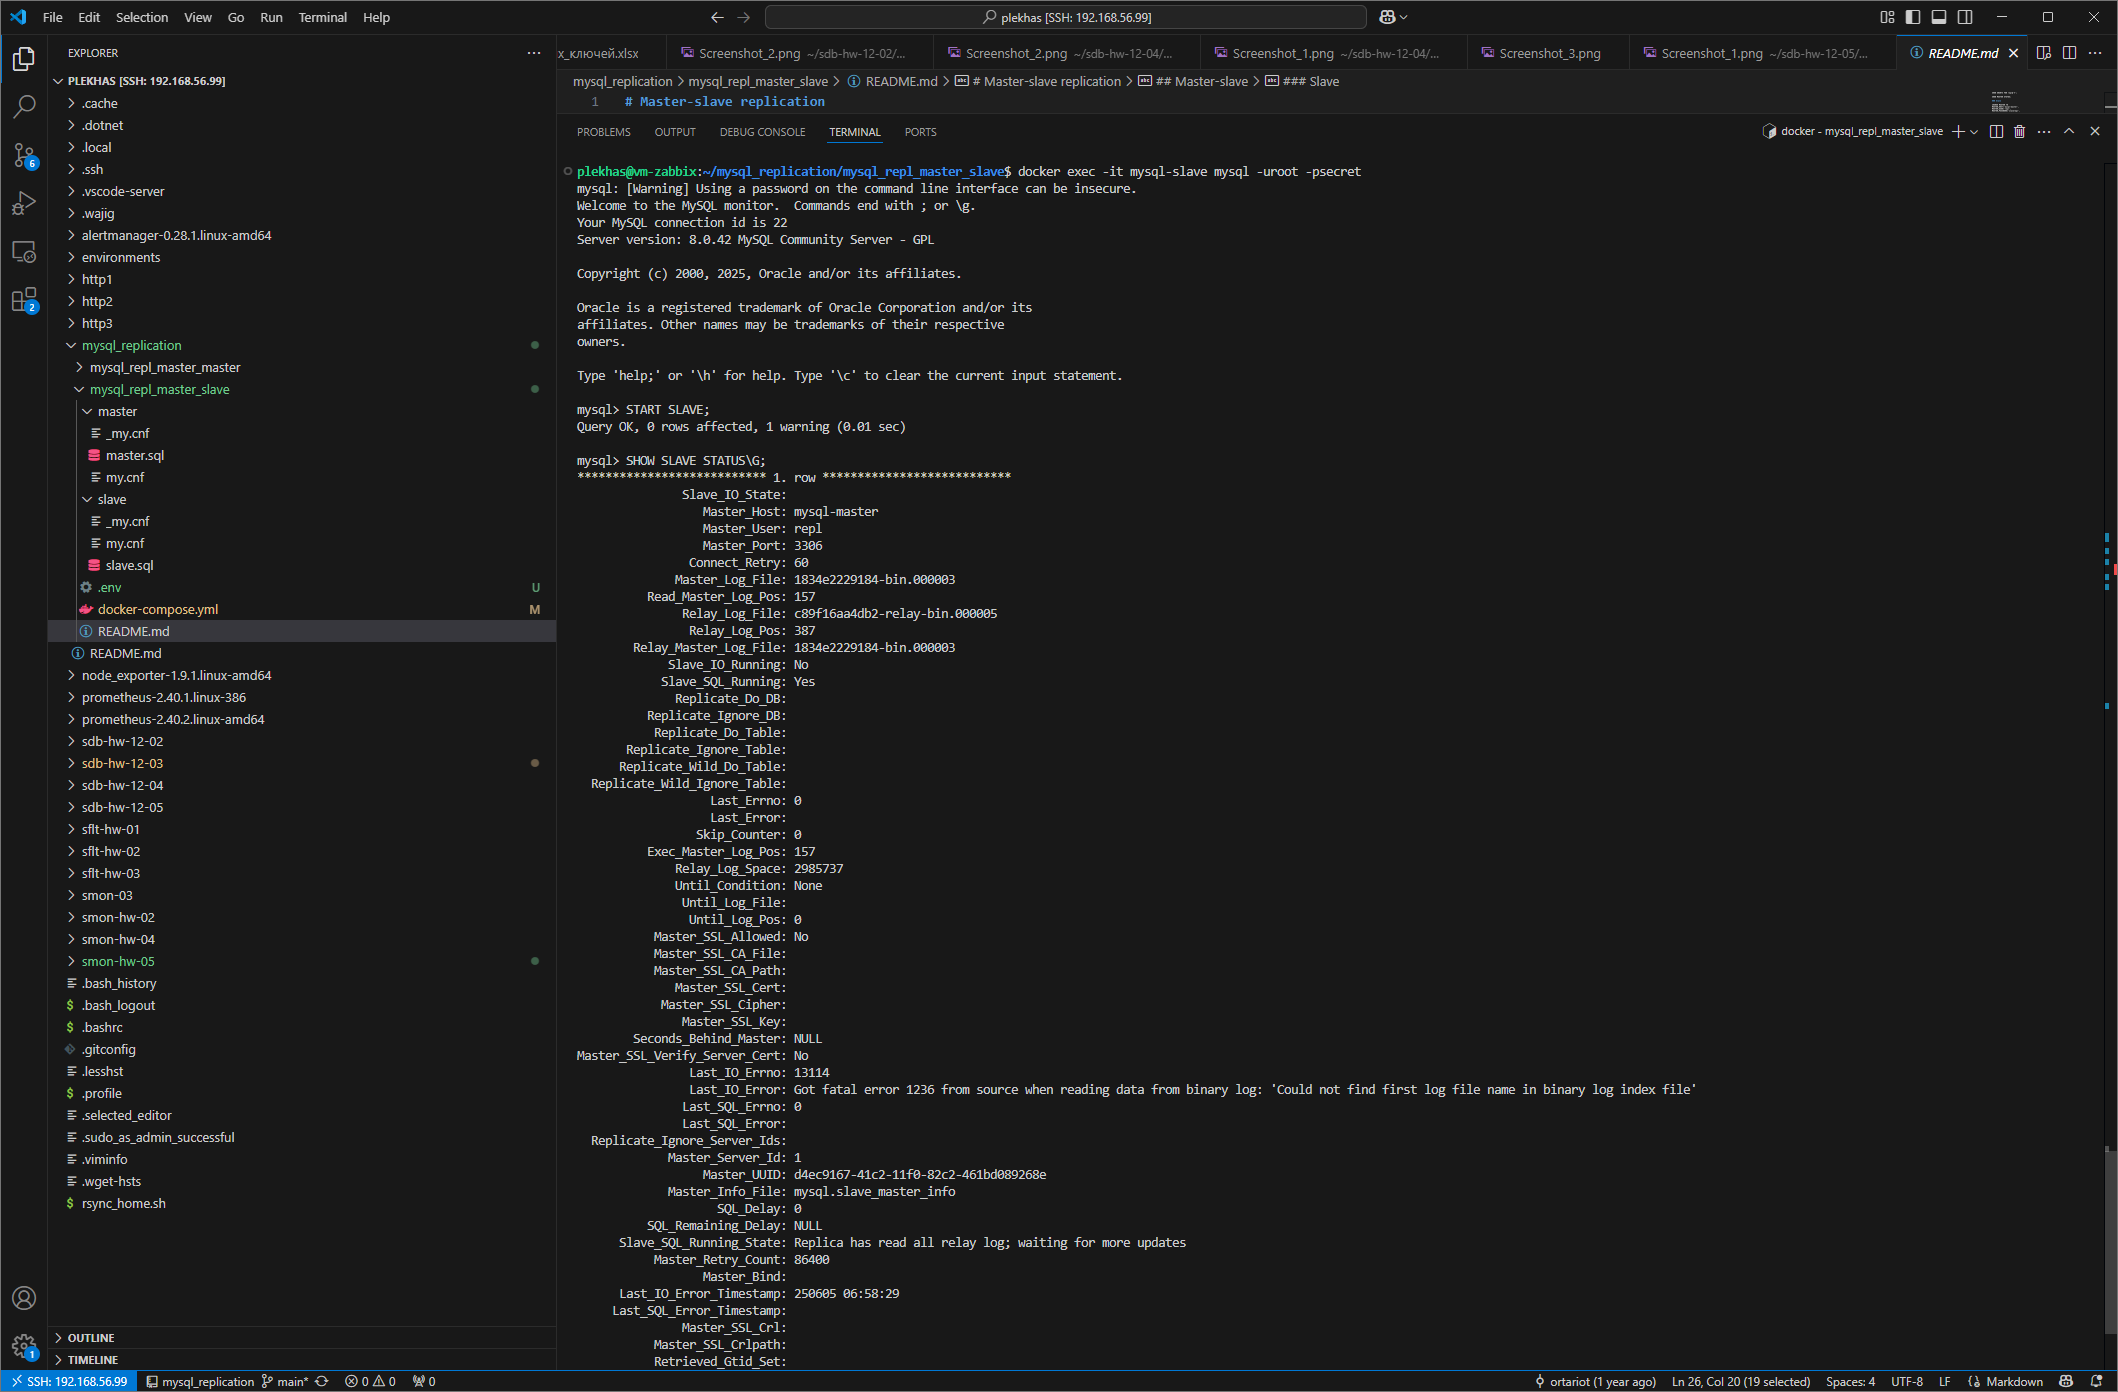 File Edit Selection View Go Run Terminal Help
plekhas [SSH: 192.168.56.99]
EXPLORER
х_ключей.xlsx
Screenshot_2.png ~/sdb-hw-12-02/...
Screenshot_2.png ~/sdb-hw-12-04/...
Screenshot_1.png ~/sdb-hw-12-04/...
Screenshot_3.png
Screenshot_1.png ~/sdb-hw-12-05/...
README.md
PLEKHAS [SSH: 192.168.56.99]
.cache
.dotnet
.local
.ssh
.vscode-server
.wajig
alertmanager-0.28.1.linux-amd64
environments
http1
http2
http3
mysql_replication
mysql_repl_master_master
mysql_repl_master_slave
master
_my.cnf
master.sql
my.cnf
slave
_my.cnf
my.cnf
slave.sql
.env U
docker-compose.yml M
README.md
README.md
node_exporter-1.9.1.linux-amd64
prometheus-2.40.1.linux-386
prometheus-2.40.2.linux-amd64
sdb-hw-12-02
sdb-hw-12-03
sdb-hw-12-04
sdb-hw-12-05
sflt-hw-01
sflt-hw-02
sflt-hw-03
smon-03
smon-hw-02
smon-hw-04
smon-hw-05
.bash_history
.bash_logout
.bashrc
.gitconfig
.lesshst
.profile
.selected_editor
.sudo_as_admin_successful
.viminfo
.wget-hsts
rsync_home.sh
OUTLINE
TIMELINE
6
2
1
mysql_replication > mysql_repl_master_slave > README.md > # Master-slave replication > ## Master-slave > ### Slave
1 # Master-slave replication
PROBLEMS OUTPUT DEBUG CONSOLE TERMINAL PORTS
docker - mysql_repl_master_slave
plekhas@vm-zabbix:~/mysql_replication/mysql_repl_master_slave$ docker exec -it mysql-slave mysql -uroot -psecret
mysql: [Warning] Using a password on the command line interface can be insecure.
Welcome to the MySQL monitor.  Commands end with ; or \g.
Your MySQL connection id is 22
Server version: 8.0.42 MySQL Community Server - GPL
Copyright (c) 2000, 2025, Oracle and/or its affiliates.
Oracle is a registered trademark of Oracle Corporation and/or its
affiliates. Other names may be trademarks of their respective
owners.
Type 'help;' or '\h' for help. Type '\c' to clear the current input statement.
mysql> START SLAVE;
Query OK, 0 rows affected, 1 warning (0.01 sec)
mysql> SHOW SLAVE STATUS\G;
*************************** 1. row ***************************
Slave_IO_State:
Master_Host: mysql-master
Master_User: repl
Master_Port: 3306
Connect_Retry: 60
Master_Log_File: 1834e2229184-bin.000003
Read_Master_Log_Pos: 157
Relay_Log_File: c89f16aa4db2-relay-bin.000005
Relay_Log_Pos: 387
Relay_Master_Log_File: 1834e2229184-bin.000003
Slave_IO_Running: No
Slave_SQL_Running: Yes
Replicate_Do_DB:
Replicate_Ignore_DB:
Replicate_Do_Table:
Replicate_Ignore_Table:
Replicate_Wild_Do_Table:
Replicate_Wild_Ignore_Table:
Last_Errno: 0
Last_Error:
Skip_Counter: 0
Exec_Master_Log_Pos: 157
Relay_Log_Space: 2985737
Until_Condition: None
Until_Log_File:
Until_Log_Pos: 0
Master_SSL_Allowed: No
Master_SSL_CA_File:
Master_SSL_CA_Path:
Master_SSL_Cert:
Master_SSL_Cipher:
Master_SSL_Key:
Seconds_Behind_Master: NULL
Master_SSL_Verify_Server_Cert: No
Last_IO_Errno: 13114
Last_IO_Error: Got fatal error 1236 from source when reading data from binary log: 'Could not find first log file name in binary log index file'
Last_SQL_Errno: 0
Last_SQL_Error:
Replicate_Ignore_Server_Ids:
Master_Server_Id: 1
Master_UUID: d4ec9167-41c2-11f0-82c2-461bd089268e
Master_Info_File: mysql.slave_master_info
SQL_Delay: 0
SQL_Remaining_Delay: NULL
Slave_SQL_Running_State: Replica has read all relay log; waiting for more updates
Master_Retry_Count: 86400
Master_Bind:
Last_IO_Error_Timestamp: 250605 06:58:29
Last_SQL_Error_Timestamp:
Master_SSL_Crl:
Master_SSL_Crlpath:
Retrieved_Gtid_Set:
SSH: 192.168.56.99 mysql_replication main* 0 0 0
ortariot (1 year ago) Ln 26, Col 20 (19 selected) Spaces: 4 UTF-8 LF Markdown